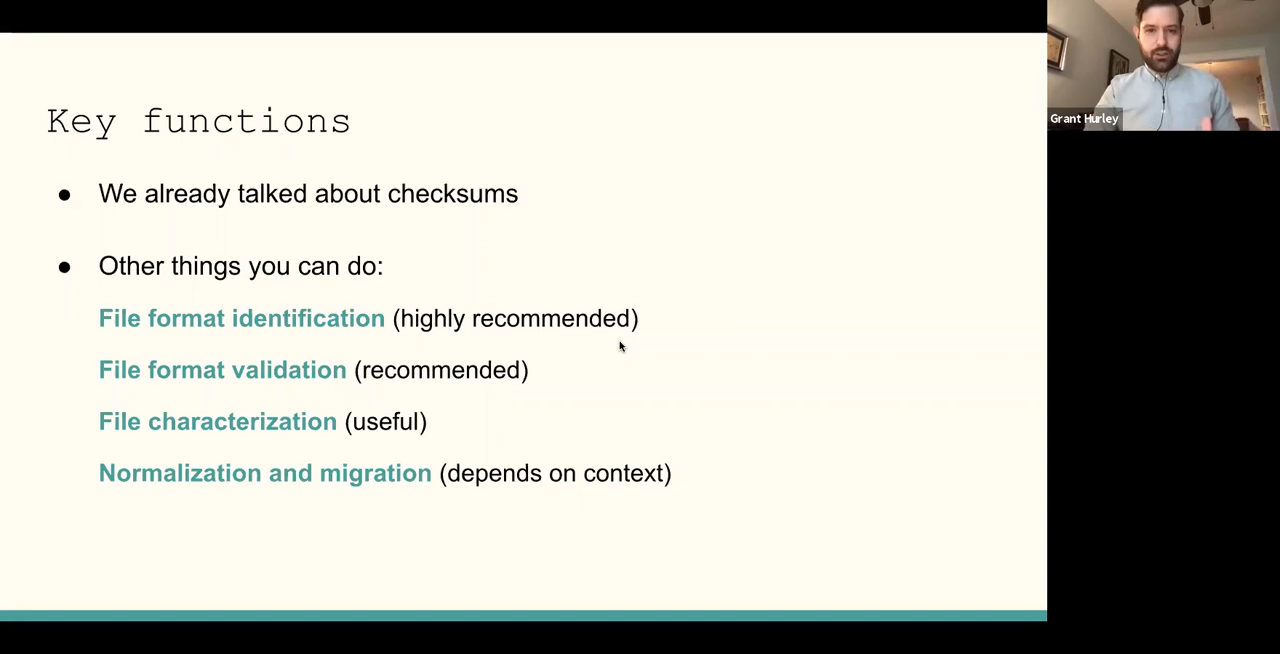 Key functions
● We already talked about checksums
● Other things you can do:
File format identification (highly recommended)
File format validation (recommended)
File characterization (useful)
Normalization and migration (depends on context)
Grant Hurley